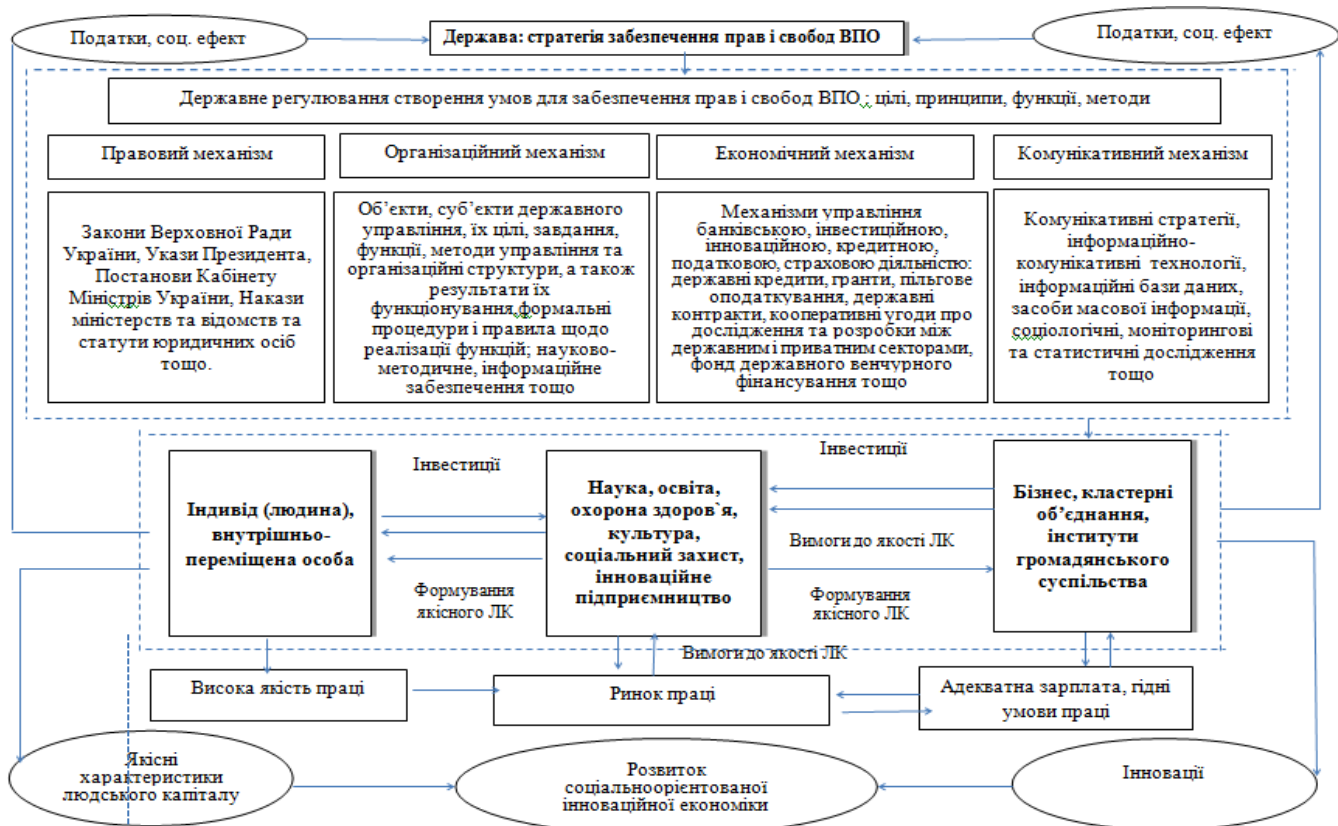 Податки, соц. ефект
Держава: стратегія забезпечення прав і свобод ВПО
Податки, соц. ефект
Державне регулювання створення умов для забезпечення прав і свобод ВПО : цілі, принципи, функції, методи
Правовий механізм
Організаційний механізм
Економічний механізм
Комунікативний механізм
Закони Верховної Ради
України, Укази Президента,
Постанови Кабінету
Міністрів України, Накази
міністерств та відомств та
статути юридичних осіб
тощо.
Об’єкти, суб’єкти державного
управління, їх цілі, завдання,
функції, методи управління та
організаційні структури, а також
результати їх
функціонування,формальні
процедури і правила щодо
реалізації функцій; науково-
методичне, інформаційне
забезпечення тощо
Механізми управління
банківською, інвестиційною,
інноваційною, кредитною,
податковою, страховою діяльністю:
державні кредити, гранти, пільгове
оподаткування, державні
контракти, кооперативні угоди про
дослідження та розробки між
державним і приватним секторами,
фонд державного венчурного
фінансування тощо
Комунікативні стратегії,
інформаційно-
комунікативні технології,
інформаційні бази даних,
засоби масової інформації,
соціологічні, моніторингові
та статистичні дослідження
тощо
Індивід (людина),
внутрішньо-
переміщена особа
Інвестиції
Формування
якісного ЛК
Наука, освіта,
охорона здоров`я,
культура,
соціальний захист,
інноваційне
підприємництво
Інвестиції
Вимоги до якості ЛК
Формування
якісного ЛК
Бізнес, кластерні
об’єднання,
інститути
громадянського
суспільства
Вимоги до якості ЛК
Висока якість праці
Ринок праці
Адекватна зарплата, гідні
умови праці
Якісні
характеристики
людського капіталу
Розвиток
соціальноорієнтованої
інноваційної економіки
Інновації